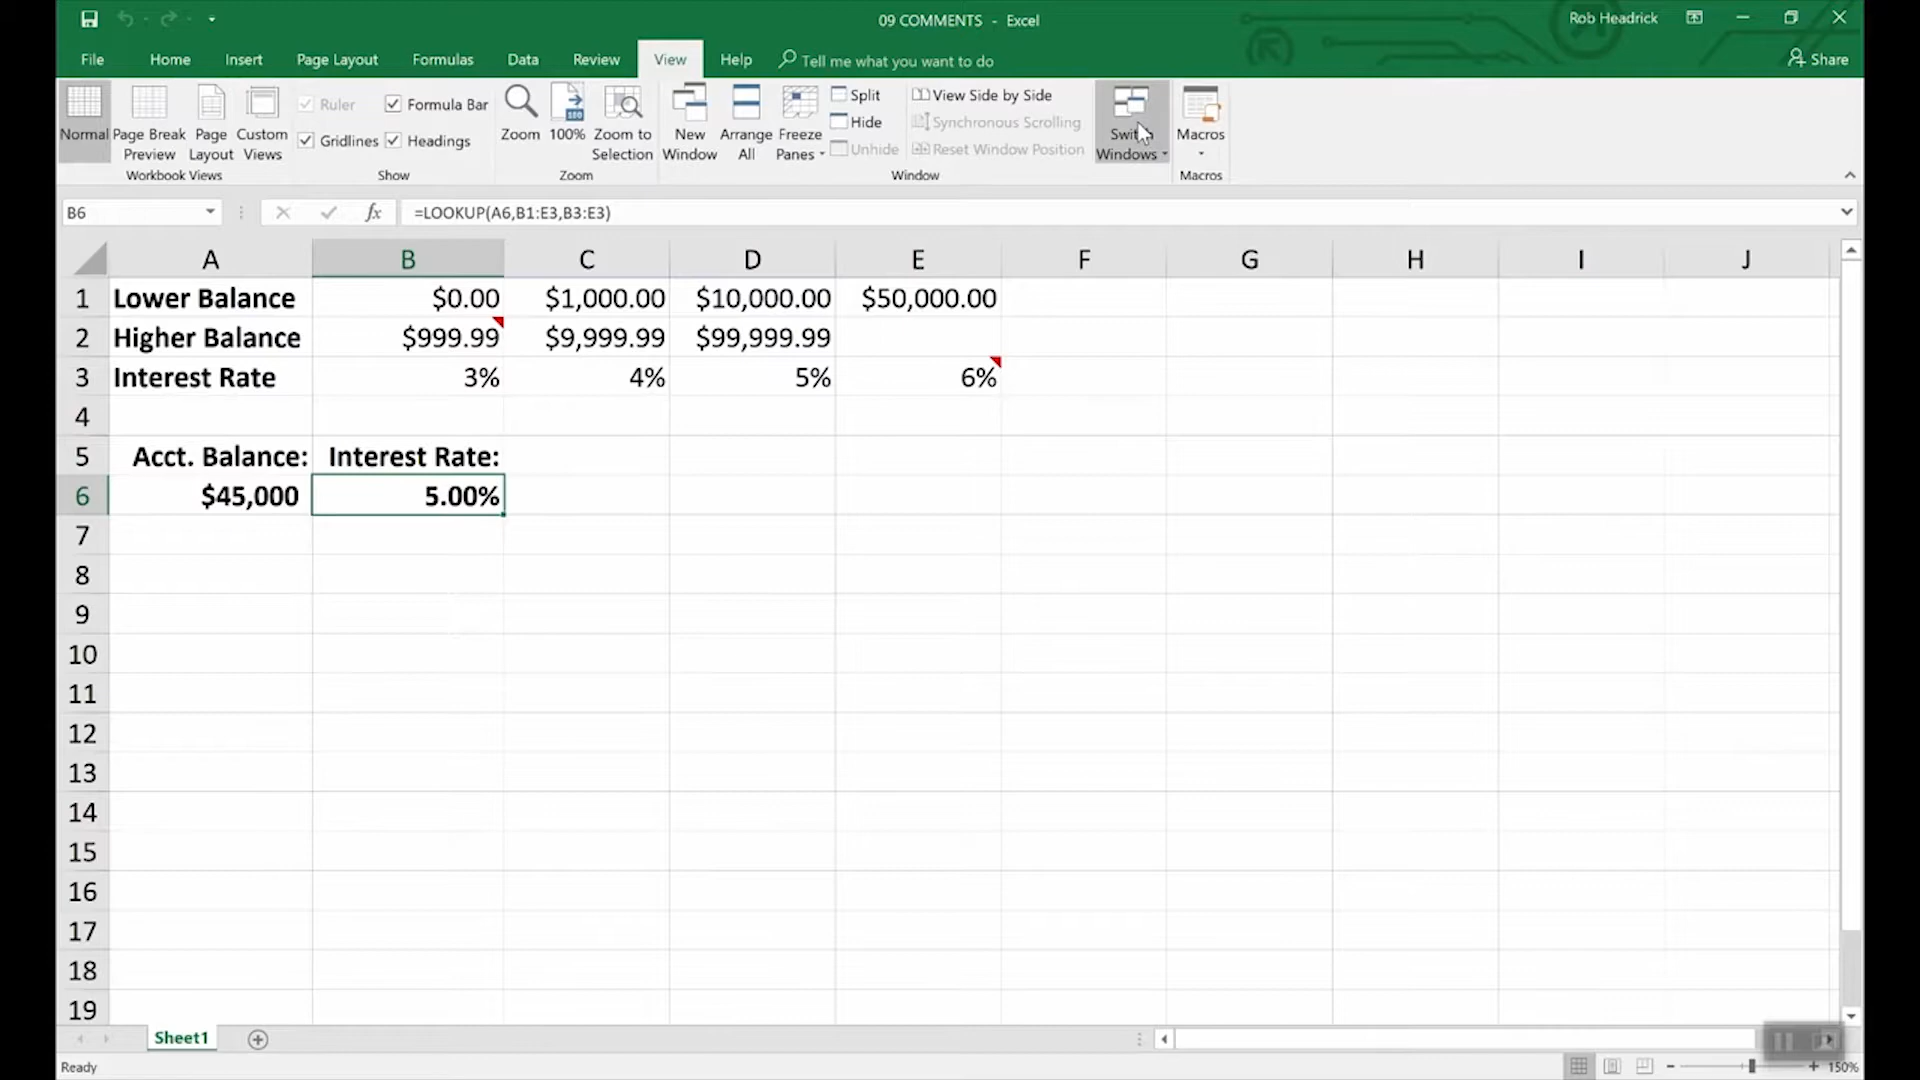 09 COMMENTS - Excel
Rob Headrick
File Home Insert Page Layout Formulas Data Review View Help Tell me what you want to do Share
Normal
Page Break Preview
Page Layout
Custom Views
Workbook Views
Ruler
Formula Bar
Gridlines
Headings
Show
Zoom
100%
Zoom to Selection
Zoom
New Window
Arrange All
Freeze Panes
Split
Hide
Unhide
View Side by Side
Synchronous Scrolling
Reset Window Position
Windows
Window
Macros
Macros
B6 fx =LOOKUP(A6,B1:E3,B3:E3)
A B C D E F G H I J
1 Lower Balance $0.00 $1,000.00 $10,000.00 $50,000.00
2 Higher Balance $999.99 $9,999.99 $99,999.99
3 Interest Rate 3% 4% 5% 6%
4
5 Acct. Balance: Interest Rate:
6 $45,000 5.00%
7
8
9
10
11
12
13
14
15
16
17
18
19
Sheet1
Ready
150%